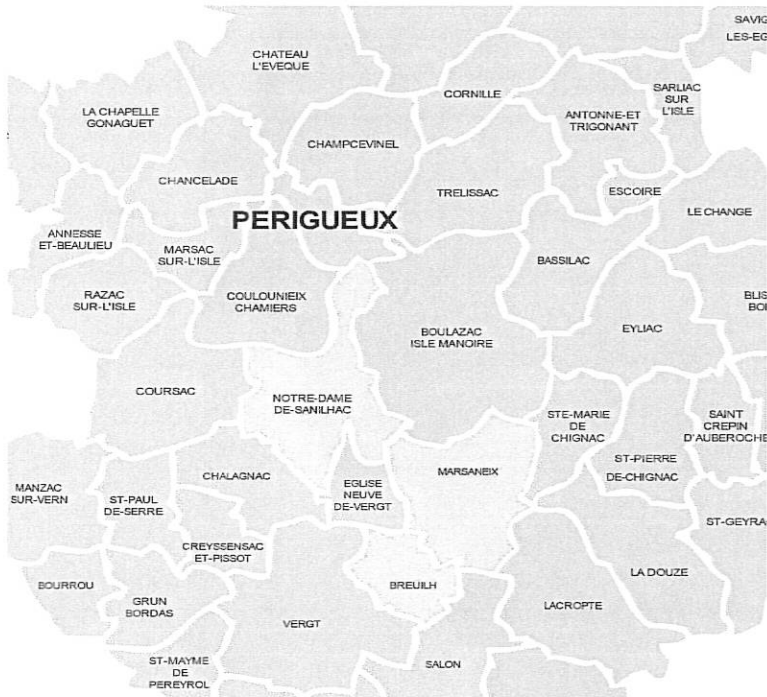 SAVIG
LES-EG
CHATEAU
L'EVEQUE
CORNILLE
SARLIAC
SUR
L'ISLE
LA CHAPELLE
GONAGUET
ANTONNE-ET
TRIGONANT
CHAMPCEVINEL
CHANCELADE
TRELISSAC
ESCOIRE
LE CHANGE
PERIGUEUX
ANNESSE
ET-BEAULIEU
MARSAC
SUR-L'ISLE
BASSILAC
RAZAC
SUR-L'ISLE
COULOUNIEIX
CHAMIERS
BLIS
BOI
BOULAZAC
ISLE MANOIRE
EYLIAC
COURSAC
NOTRE-DAME
DE-SANILHAC
STE-MARIE
DE
CHIGNAC
SAINT
CREPIN
D'AUBEROCHE
ST-PIERRE
DE-CHIGNAC
MANZAC
SUR-VERN
ST-PAUL
DE-SERRE
CHALAGNAC
EGLISE
NEUVE
DE-VERGT
MARSANEIX
ST-GEYRA
CREYSSENSAC
ET-PISSOT
BOURROU
GRUN
BORDAS
BREUILH
LA DOUZE
LACROPTE
VERGT
SALON
ST-MAYME
DE
PEREYROL